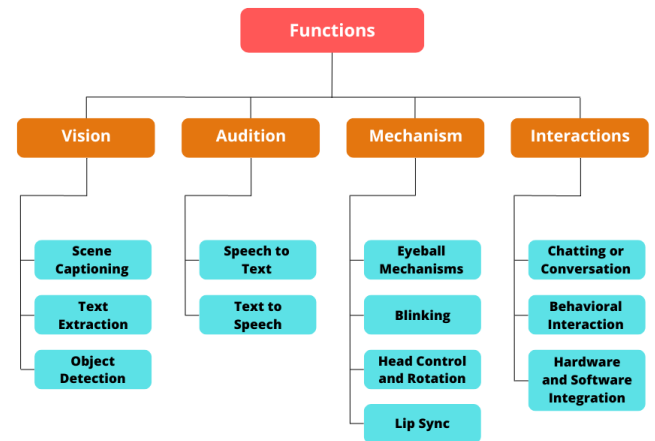 Functions
Vision
Audition
Mechanism
Interactions
Scene
Captioning
Text
Extraction
Object
Detection
Speech to
Text
Text to
Speech
Eyeball
Mechanisms
Blinking
Head Control
and Rotation
Lip Sync
Chatting or
Conversation
Behavioral
Interaction
Hardware
and Software
Integration